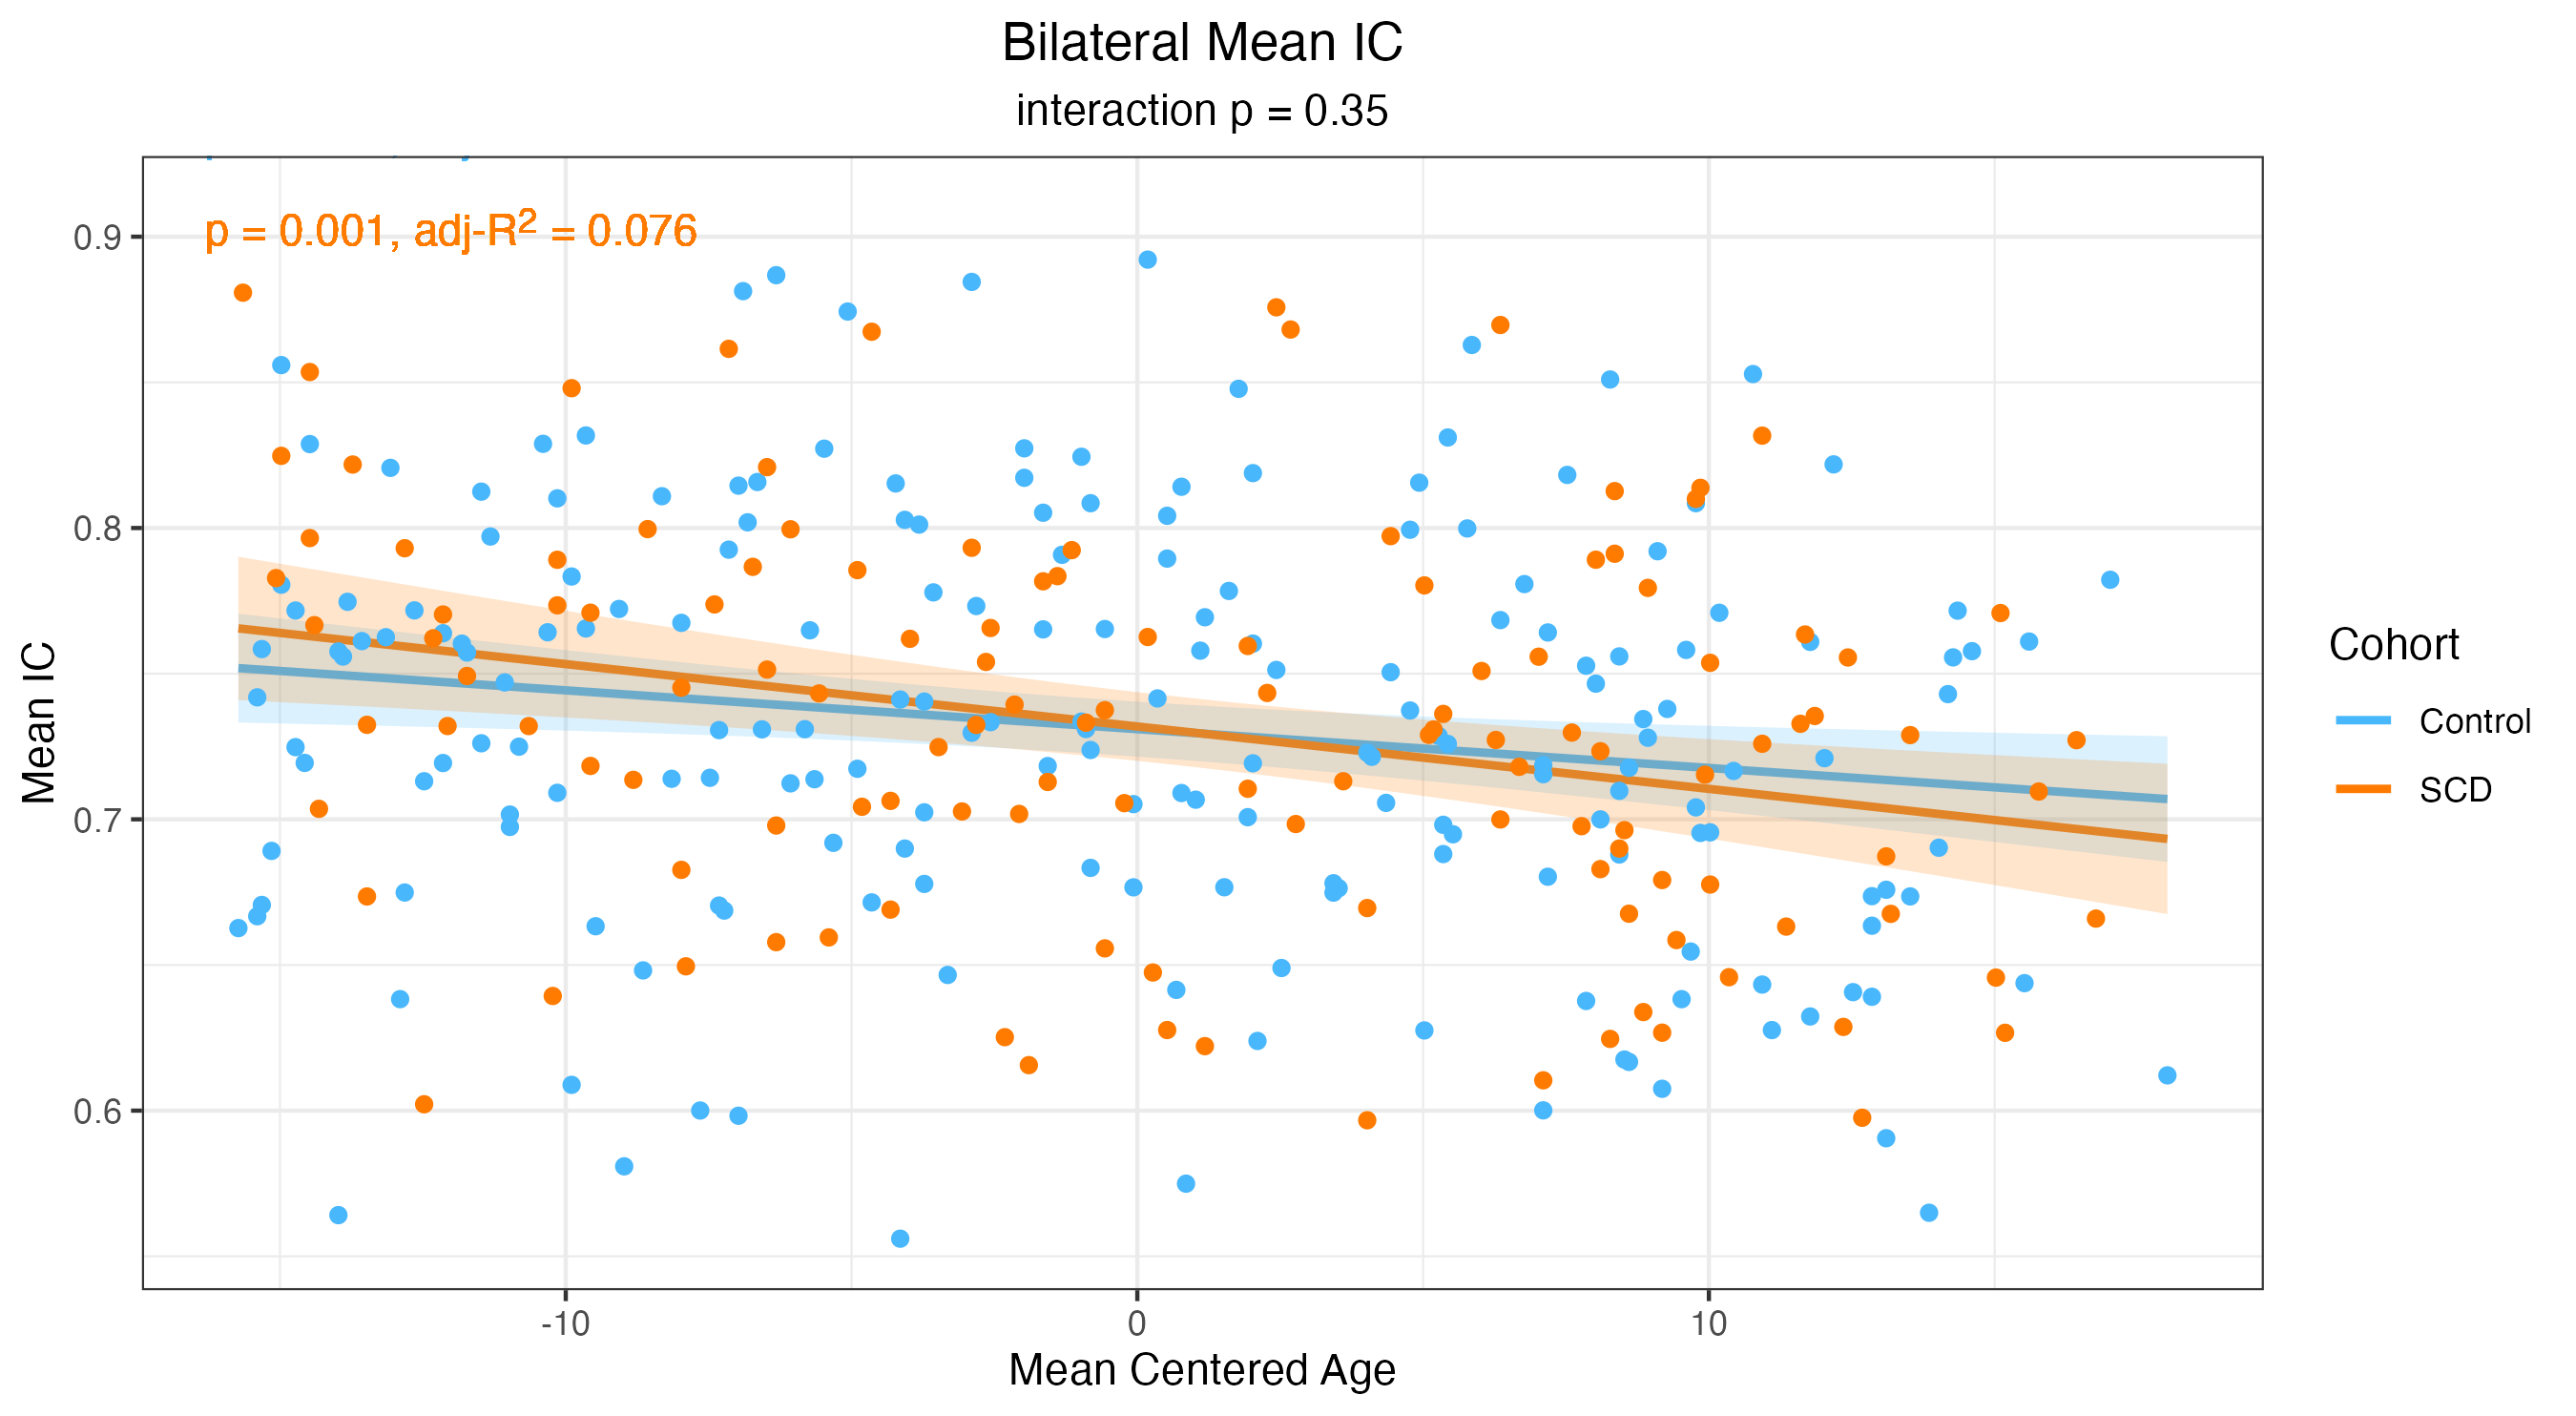 Bilateral Mean IC
interaction p = 0.35
p = 0.001, adj-R² = 0.076
0.9
0.8
0.7
0.6
Mean IC
-10
0
10
Mean Centered Age
Cohort
Control
SCD